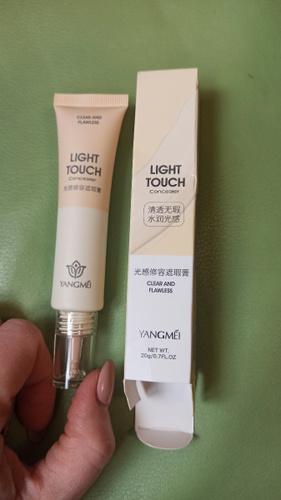 CLEAR AND
FLAWLESS
LIGHT
TOUCH
Concealer
光感修容遮瑕膏
YANGMÉI
LIGHT
TOUCH
Concealer
清透无瑕
水润光感
光感修容遮瑕膏
CLEAR AND
FLAWLESS
YANGMÉI
NET WT:
20g/0.7FL.OZ